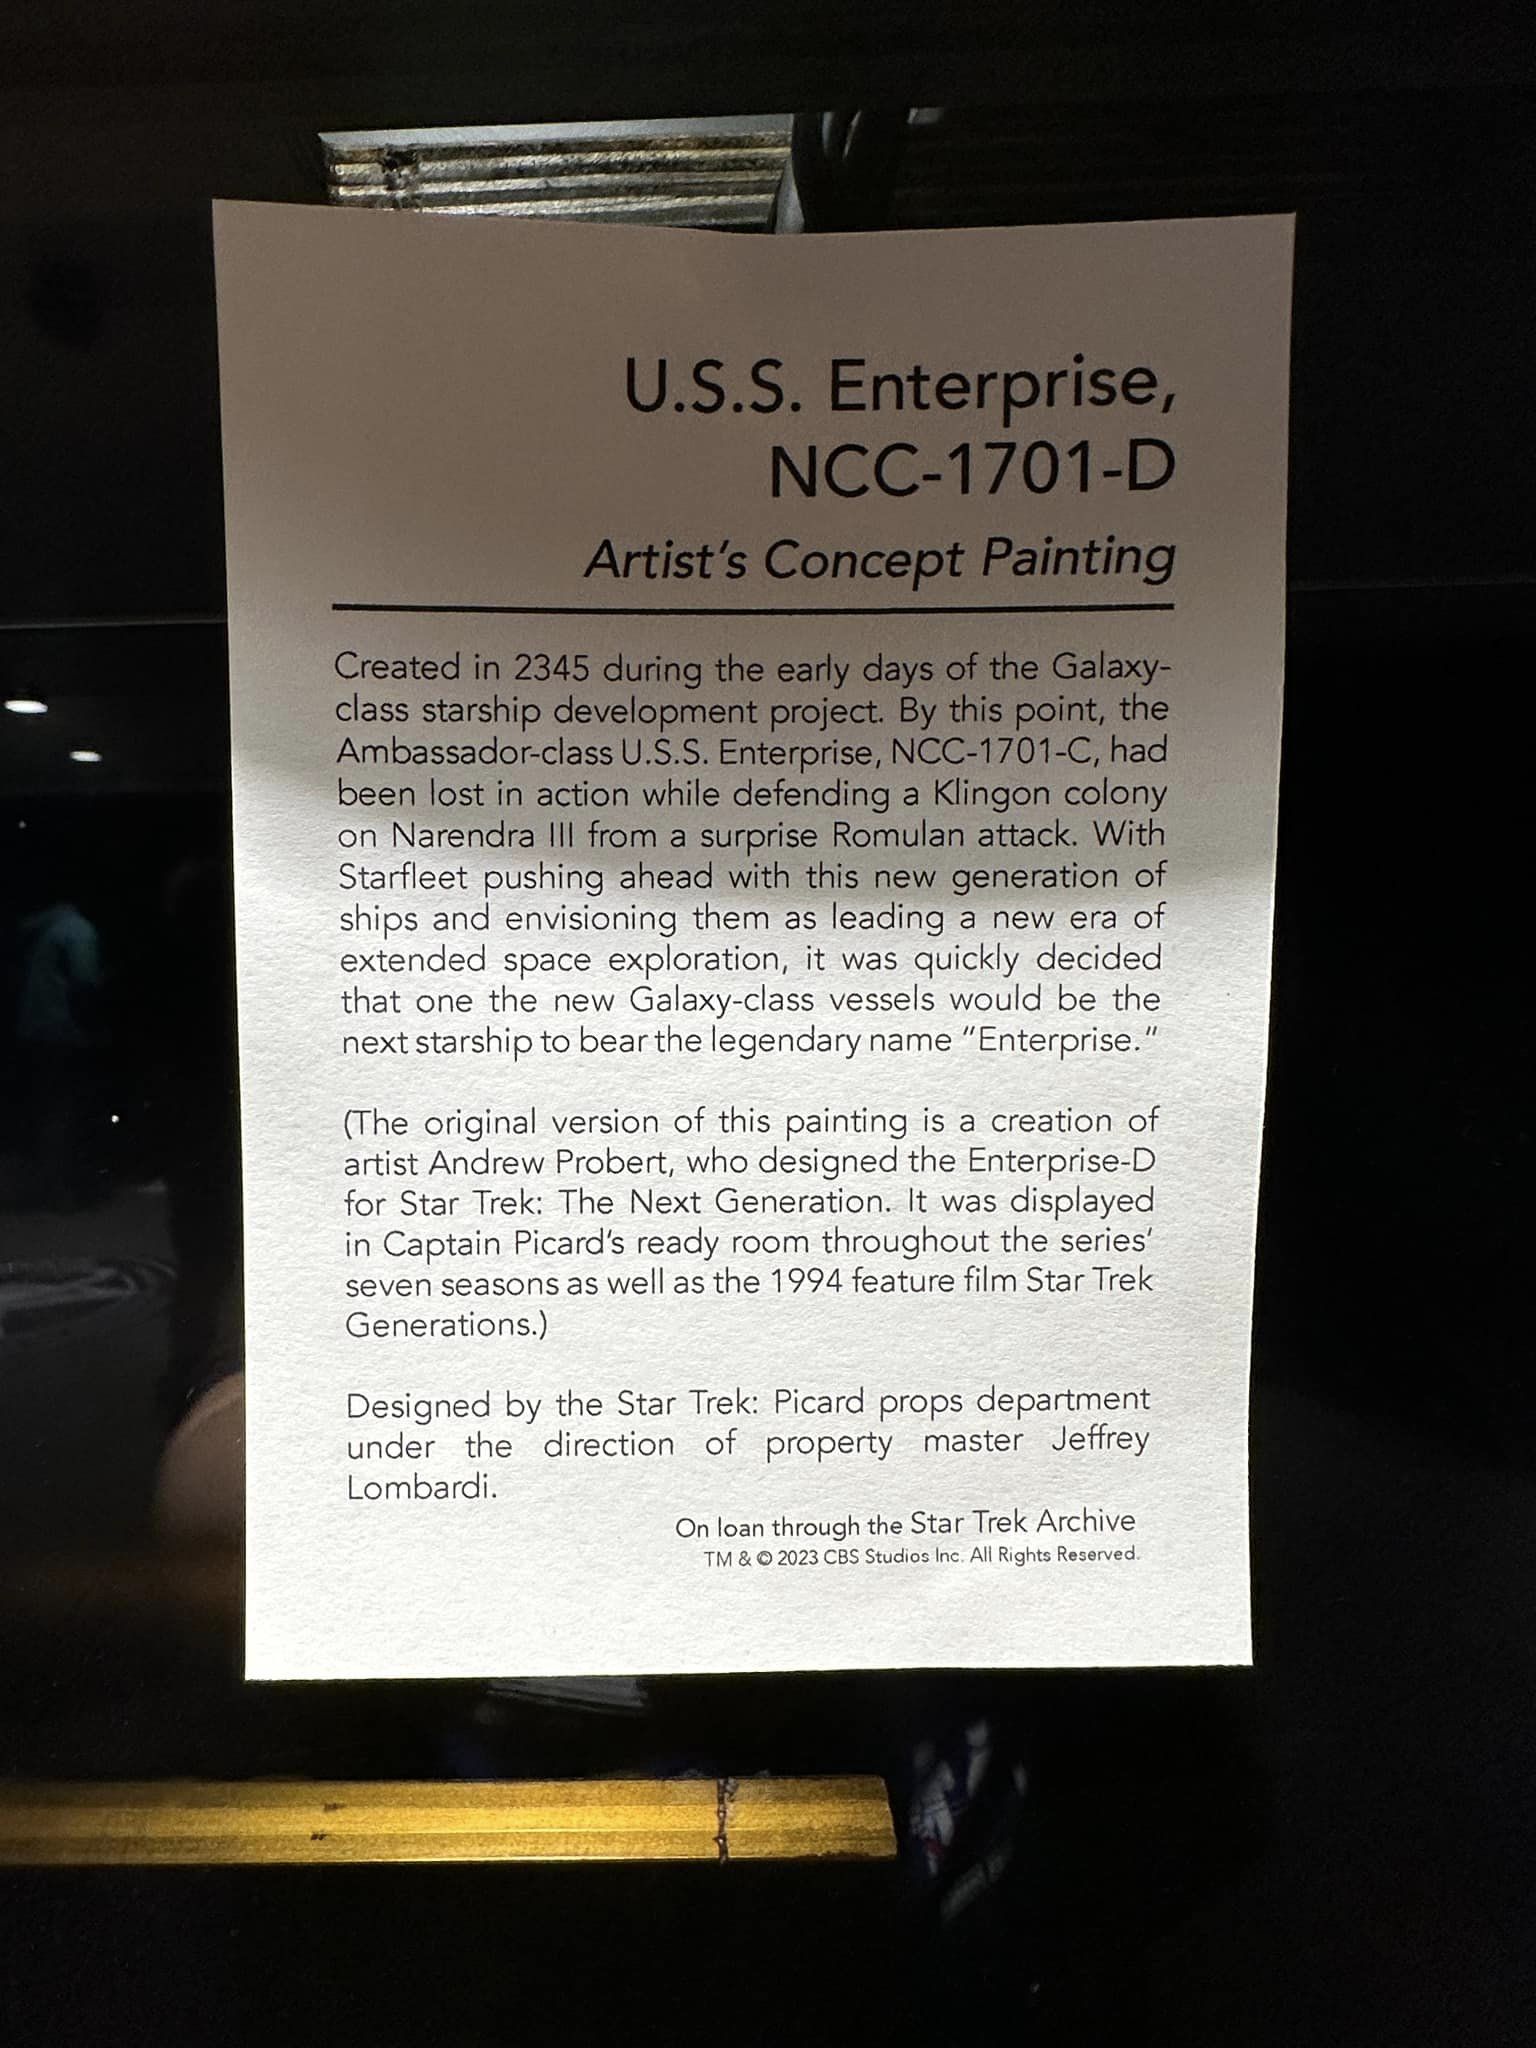 U.S.S. Enterprise,
NCC-1701-D
Artist's Concept Painting
Created in 2345 during the early days of the Galaxy-
class starship development project. By this point, the
Ambassador-class U.S.S. Enterprise, NCC-1701-C, had
been lost in action while defending a Klingon colony
on Narendra III from a surprise Romulan attack. With
Starfleet pushing ahead with this new generation of
ships and envisioning them as leading a new era of
extended space exploration, it was quickly decided
that one the new Galaxy-class vessels would be the
next starship to bear the legendary name "Enterprise."
(The original version of this painting is a creation of
artist Andrew Probert, who designed the Enterprise-D
for Star Trek: The Next Generation. It was displayed
in Captain Picard's ready room throughout the series'
seven seasons as well as the 1994 feature film Star Trek
Generations.)
Designed by the Star Trek: Picard props department
under the direction of property master Jeffrey
Lombardi.
On loan through the Star Trek Archive
TM & © 2023 CBS Studios Inc. All Rights Reserved.